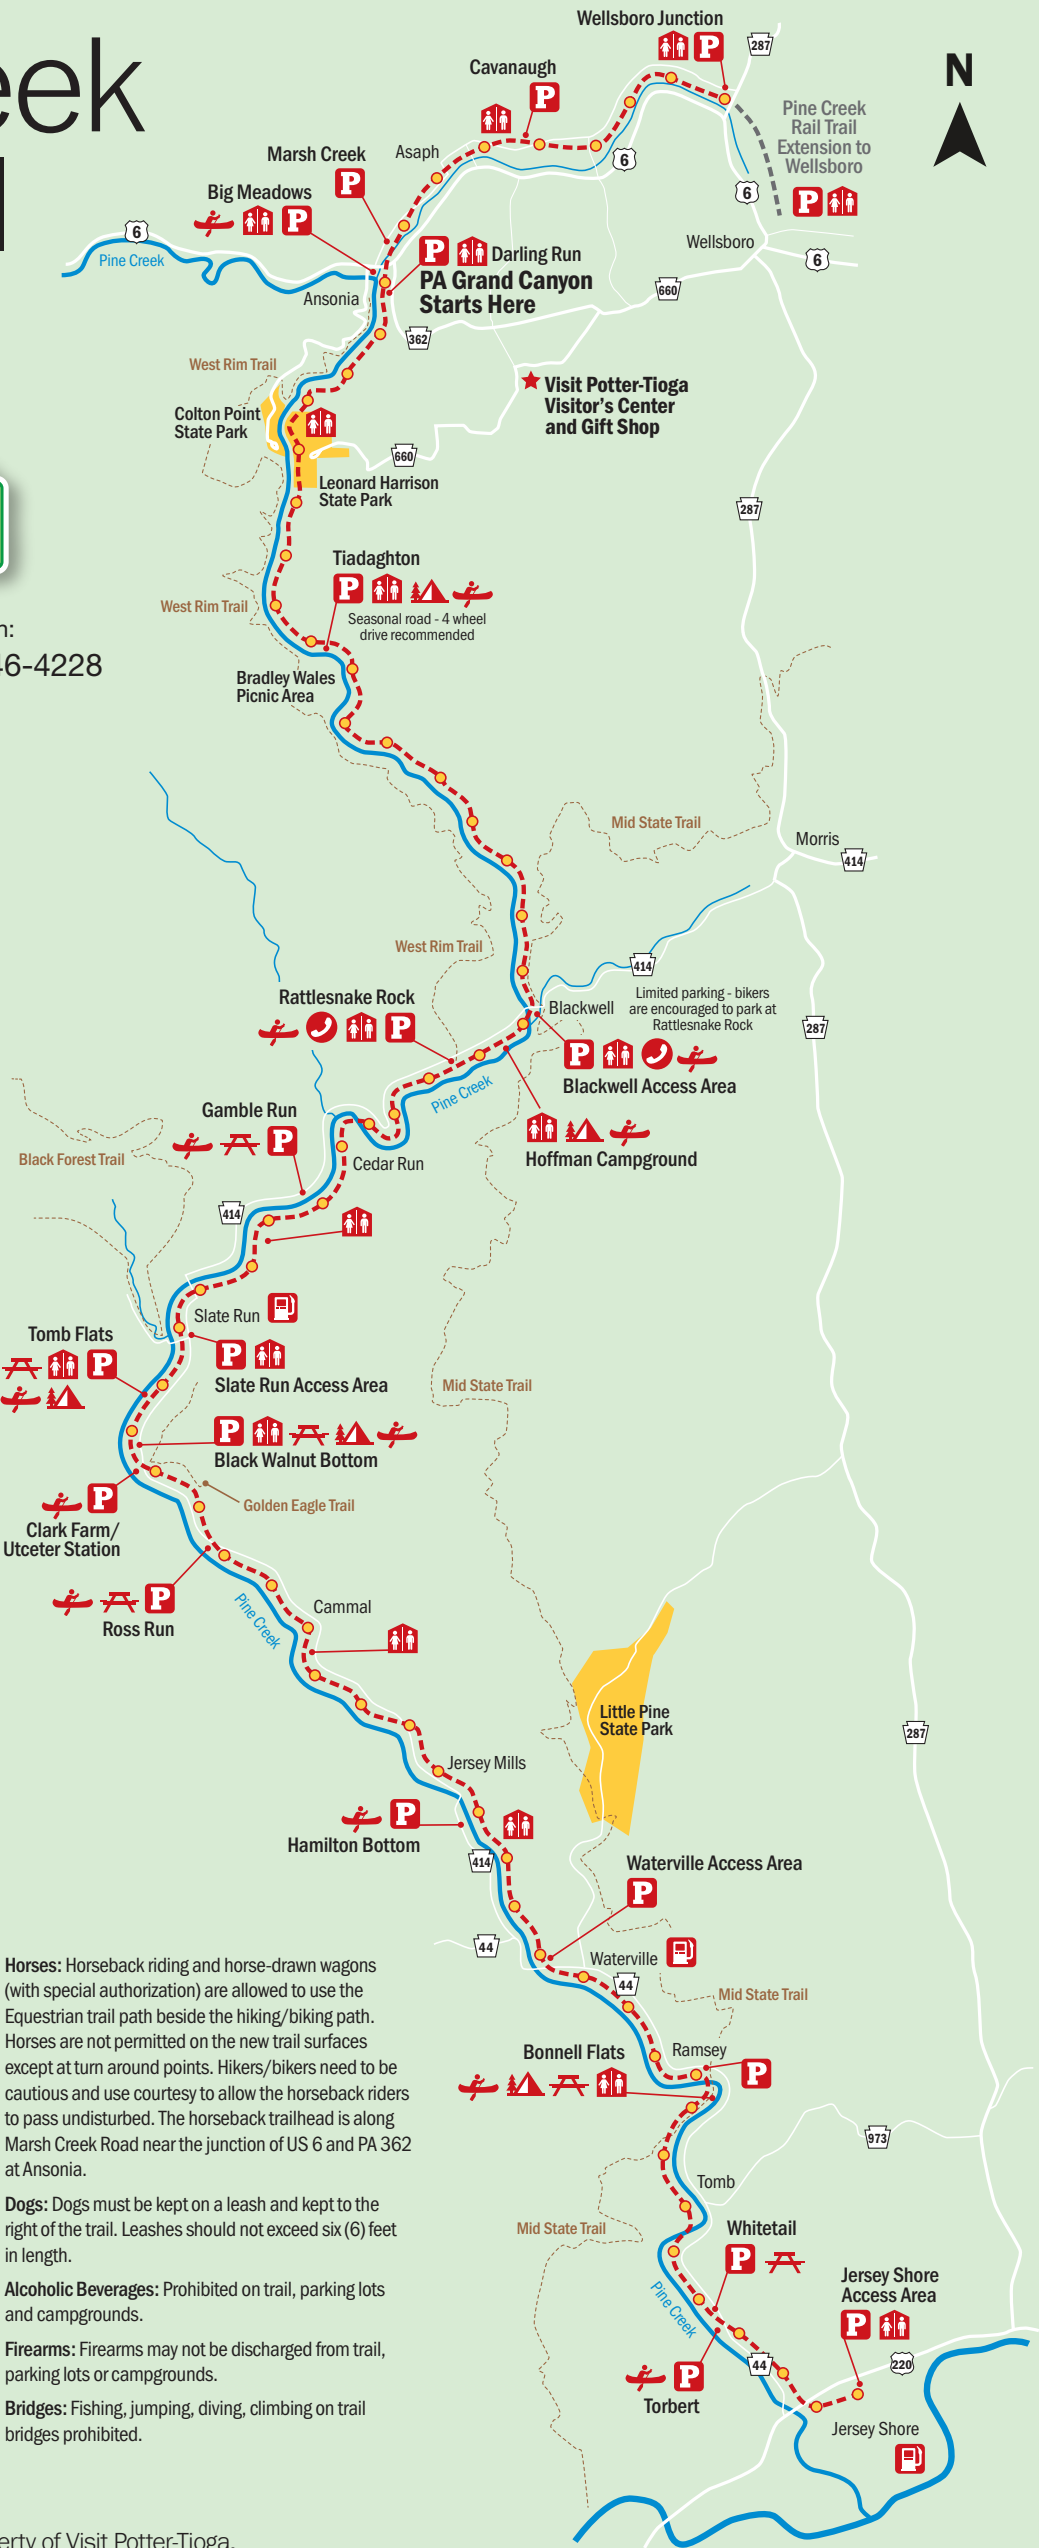 eek
Wellsboro Junction
P
287
N
Cavanaugh
P
Pine Creek
Rail Trail
Extension to
Wellsboro
P
Asaph
6
6
Marsh Creek
P
Big Meadows
P
6
Pine Creek
Wellsboro
6
P
Darling Run
PA Grand Canyon
Starts Here
Ansonia
660
362
West Rim Trail
Visit Potter-Tioga
Visitor's Center
and Gift Shop
Colton Point
State Park
660
Leonard Harrison
State Park
287
Tiadaghton
P
Seasonal road - 4 wheel
drive recommended
West Rim Trail
n:
46-4228
Bradley Wales
Picnic Area
Mid State Trail
Morris
414
West Rim Trail
414
Rattlesnake Rock
P
Blackwell
Limited parking - bikers
are encouraged to park at
Rattlesnake Rock
287
P
Blackwell Access Area
Pine Creek
Gamble Run
P
Hoffman Campground
Black Forest Trail
Cedar Run
414
Slate Run
Tomb Flats
P
P
Slate Run Access Area
Mid State Trail
P
Black Walnut Bottom
P
Clark Farm/
Utceter Station
Golden Eagle Trail
P
Ross Run
Pine Creek
Cammal
Little Pine
State Park
287
Jersey Mills
P
Hamilton Bottom
414
Waterville Access Area
P
44
Waterville
44
Mid State Trail
Horses: Horseback riding and horse-drawn wagons
(with special authorization) are allowed to use the
Equestrian trail path beside the hiking/biking path.
Horses are not permitted on the new trail surfaces
except at turn around points. Hikers/bikers need to be
cautious and use courtesy to allow the horseback riders
to pass undisturbed. The horseback trailhead is along
Marsh Creek Road near the junction of US 6 and PA 362
at Ansonia.
Dogs: Dogs must be kept on a leash and kept to the
right of the trail. Leashes should not exceed six (6) feet
in length.
Alcoholic Beverages: Prohibited on trail, parking lots
and campgrounds.
Firearms: Firearms may not be discharged from trail,
parking lots or campgrounds.
Bridges: Fishing, jumping, diving, climbing on trail
bridges prohibited.
Bonnell Flats
Ramsey
P
973
Tomb
Mid State Trail
Whitetail
P
Pine Creek
Jersey Shore
Access Area
P
44
220
P
Torbert
Jersey Shore
erty of Visit Potter-Tioga.